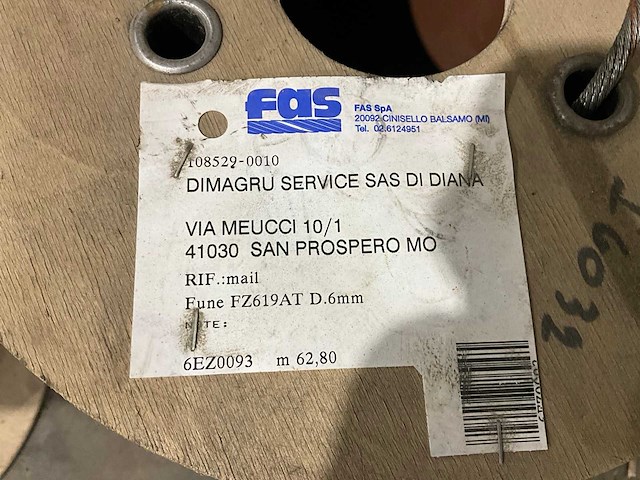 fas
FAS SpA
20092 CINISELLO BALSAMO (MI)
Tel. 02.6124951
108529-0010
DIMAGRU SERVICE SAS DI DIANA
VIA MEUCCI 10/1
41030 SAN PROSPERO MO
RIF.:mail
Fune FZ619AT D.6mm
NOTE:
6EZ0093 m 62,80